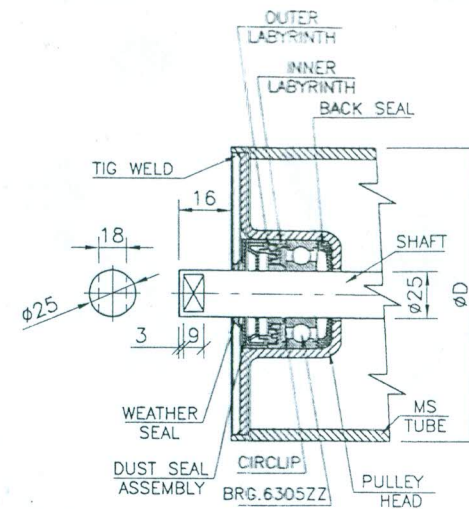 OUTER
LABYRINTH
INNER
LABYRINTH
BACK SEAL
TIG WELD
16
SHAFT
18
ø25
ø25
øD
3
9
WEATHER
SEAL
MS
TUBE
DUST SEAL
ASSEMBLY
CIRCLIP
BRG.6305ZZ
PULLEY
HEAD